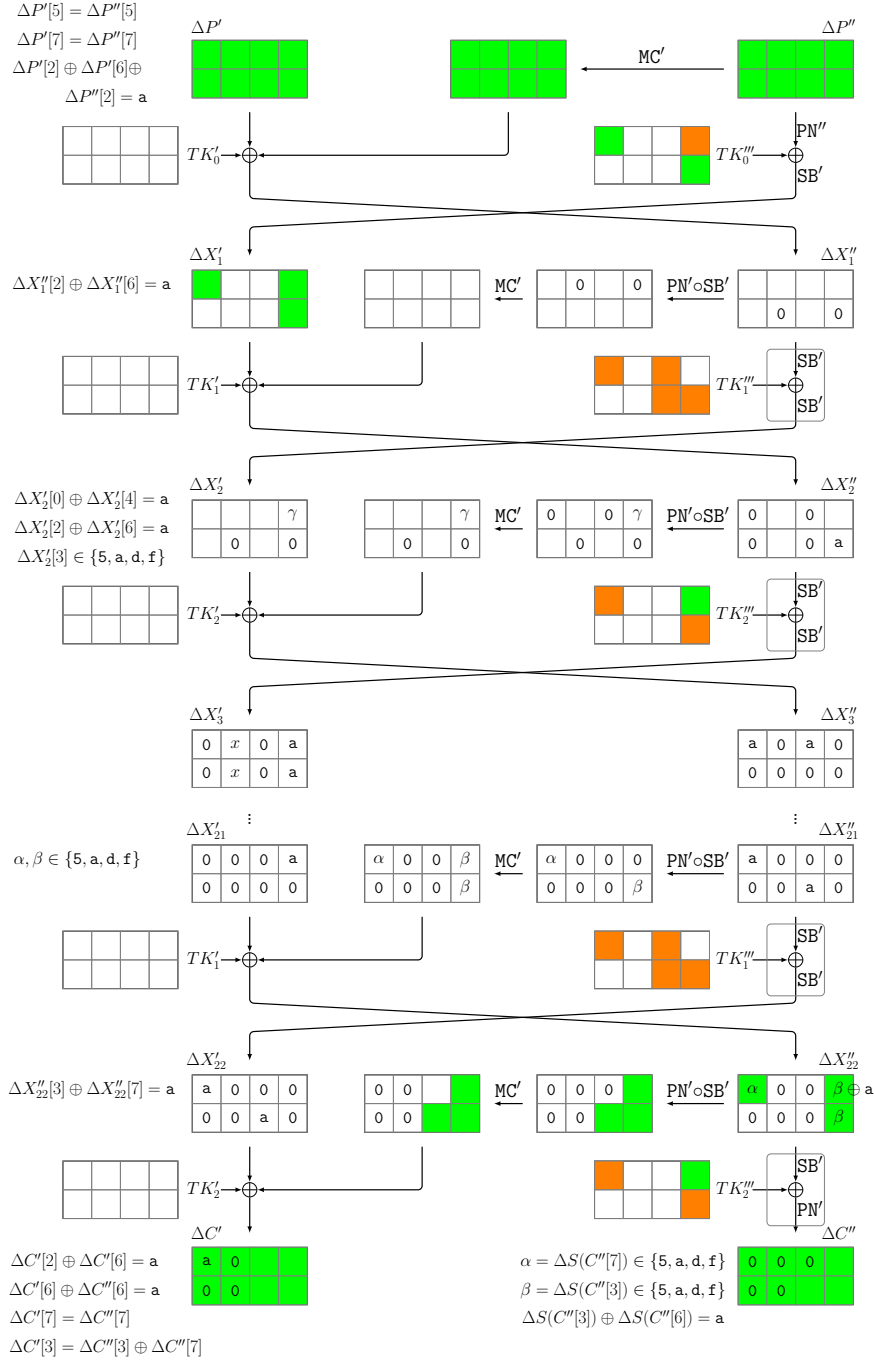 ΔP′[5] = ΔP″[5]
ΔP′[7] = ΔP″[7]
ΔP′[2] ⊕ ΔP′[6]⊕
ΔP″[2] = a
ΔP′ ΔP″
MC′
PN″
TK′₀ TK‴₀
SB′
ΔX′₁ ΔX″₁
ΔX″₁[2] ⊕ ΔX″₁[6] = a
0 0 MC′ PN′∘SB′
0 0
SB′
TK′₁ TK‴₁
SB′
ΔX′₂ ΔX″₂
ΔX′₂[0] ⊕ ΔX′₂[4] = a
ΔX′₂[2] ⊕ ΔX′₂[6] = a
ΔX′₂[3] ∈ {5, a, d, f}
γ γ MC′ 0 0 γ PN′∘SB′ 0 0
0 0 0 0 0 0 0 a
SB′
TK′₂ TK‴₂
SB′
ΔX′₃ ΔX″₃
0 x 0 a a 0 a 0
0 x 0 a 0 0 0 0
⋮ ⋮
ΔX′₂₁ ΔX″₂₁
α, β ∈ {5, a, d, f}
0 0 0 a α 0 0 β MC′ α 0 0 0 PN′∘SB′ a 0 0 0
0 0 0 0 0 0 0 β 0 0 0 β 0 0 a 0
SB′
TK′₁ TK‴₁
SB′
ΔX′₂₂ ΔX″₂₂
ΔX″₂₂[3] ⊕ ΔX″₂₂[7] = a
a 0 0 0 0 0 MC′ 0 0 0 PN′∘SB′ α 0 0 β ⊕ a
0 0 a 0 0 0 0 0 0 0 0 β
SB′
TK′₂ TK‴₂
PN′
ΔC′ ΔC″
ΔC′[2] ⊕ ΔC′[6] = a
ΔC′[6] ⊕ ΔC″[6] = a
ΔC′[7] = ΔC″[7]
ΔC′[3] = ΔC″[3] ⊕ ΔC″[7]
a 0
0 0
α = ΔS(C″[7]) ∈ {5, a, d, f}
β = ΔS(C″[3]) ∈ {5, a, d, f}
ΔS(C″[3]) ⊕ ΔS(C″[6]) = a
0 0 0
0 0